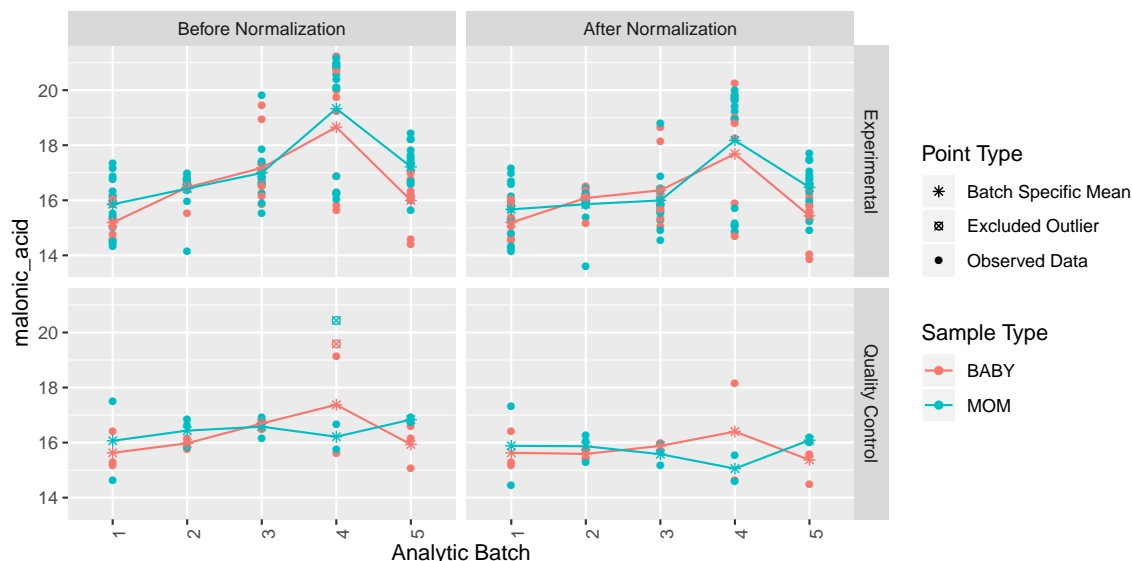 Before Normalization
After Normalization
20
18
16
14
Experimental
20
18
16
14
Quality Control
malonic_acid
1
2
3
4
5
1
2
3
4
5
Analytic Batch
Point Type
Batch Specific Mean
Excluded Outlier
Observed Data
Sample Type
BABY
MOM